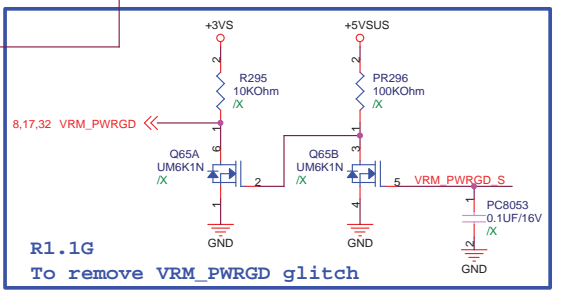 +3VS
+5VSUS
2
2
R295
10KOhm
/X
PR296
100KOhm
/X
8,17,32 VRM_PWRGD
1
1
6
3
Q65A
UM6K1N
/X
2
Q65B
UM6K1N
/X
5
VRM_PWRGD_S
1
4
1
PC8053
0.1UF/16V
/X
2
GND
GND
GND
R1.1G
To remove VRM_PWRGD glitch